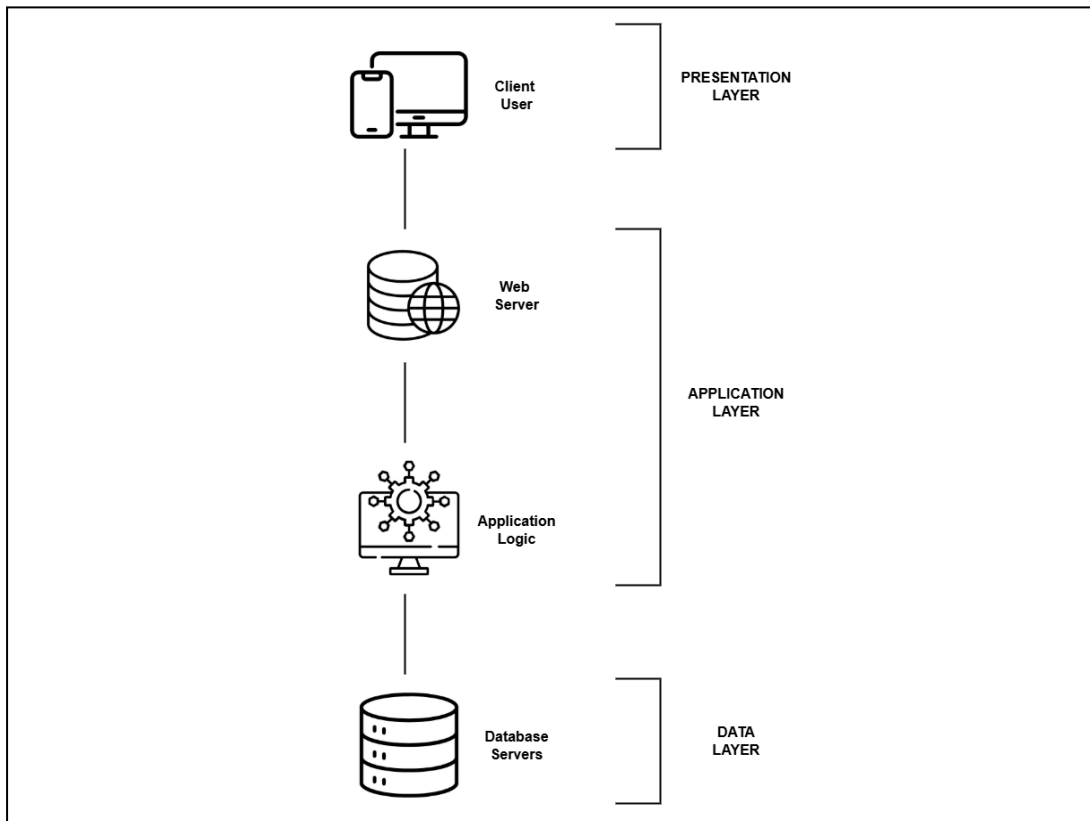 Client
User
PRESENTATION
LAYER
Web
Server
APPLICATION
LAYER
Application
Logic
Database
Servers
DATA
LAYER